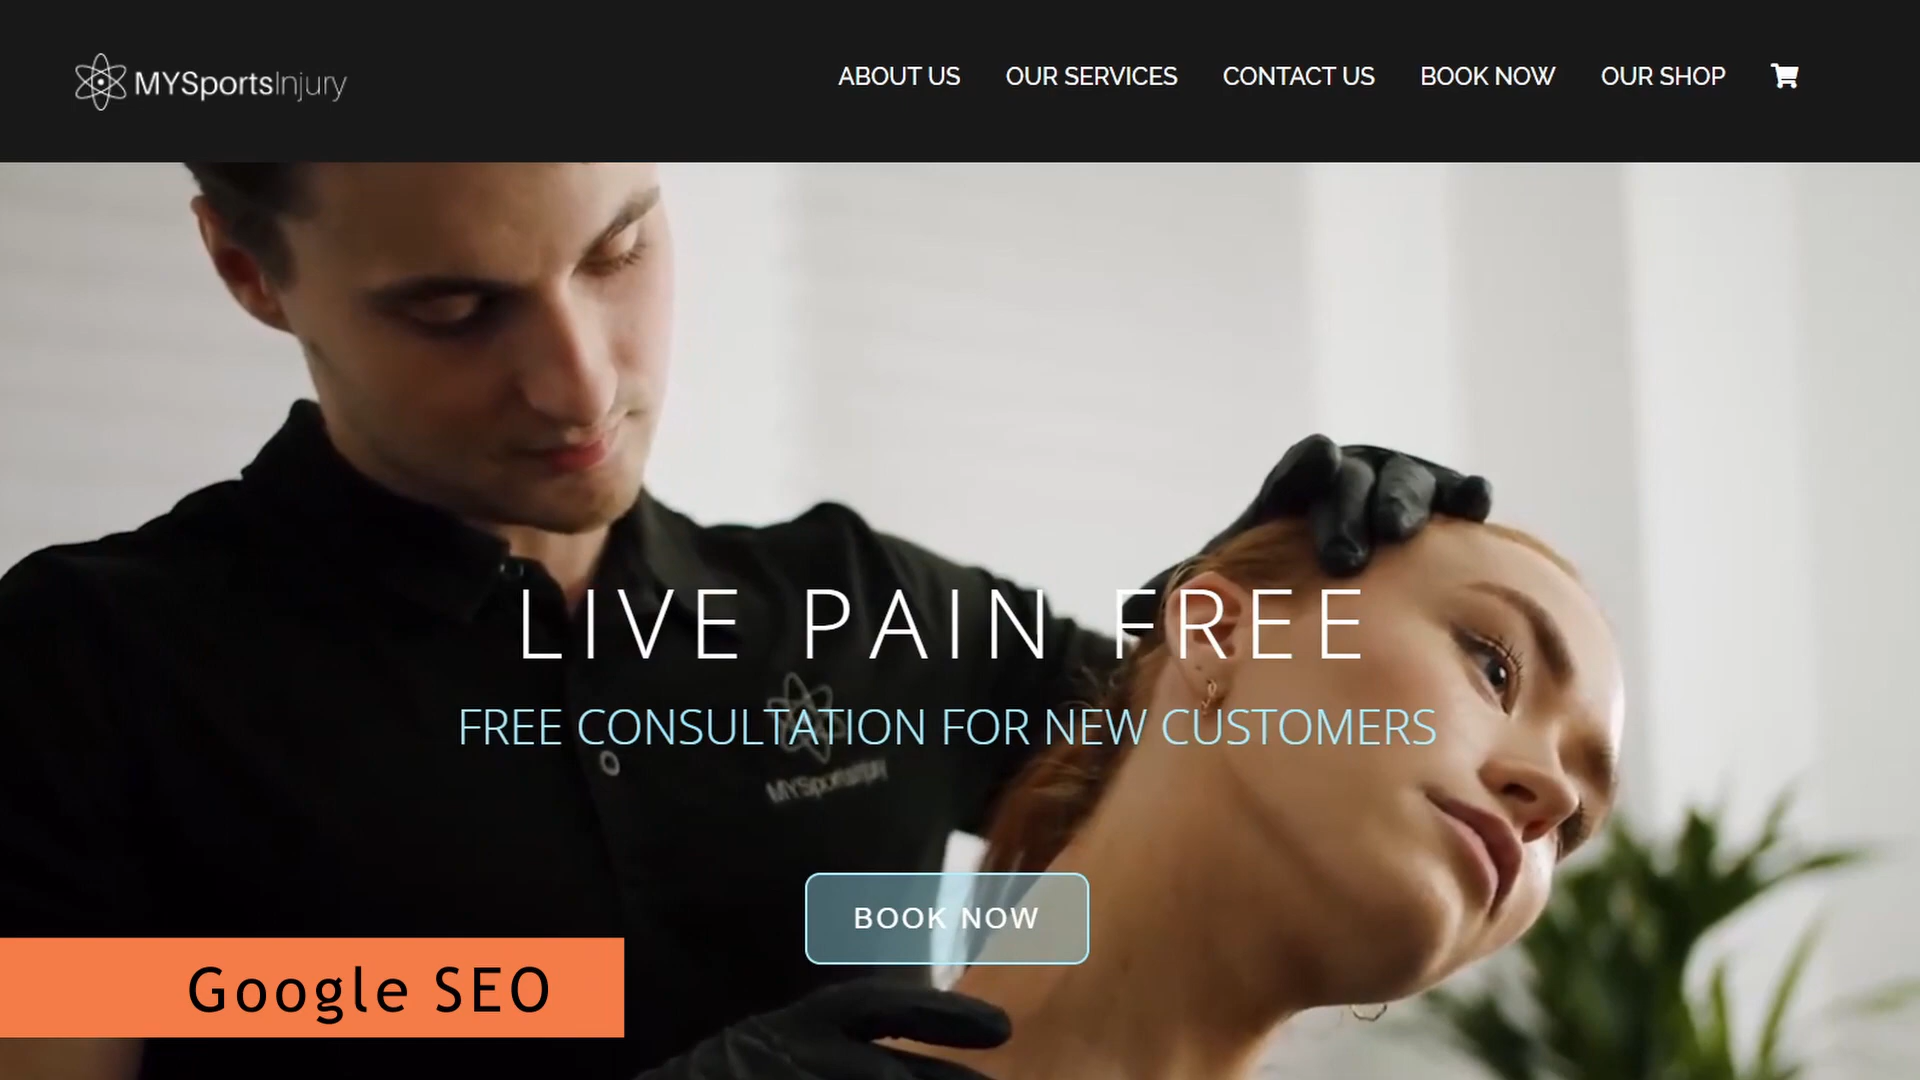 MYSportsInjury
ABOUT US
OUR SERVICES
CONTACT US
BOOK NOW
OUR SHOP
LIVE PAIN FREE
FREE CONSULTATION FOR NEW CUSTOMERS
MYSportsInjury
BOOK NOW
Google SEO